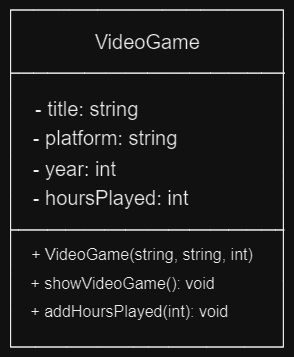 VideoGame
- title: string
- platform: string
- year: int
- hoursPlayed: int
+ VideoGame(string, string, int)
+ showVideoGame(): void
+ addHoursPlayed(int): void